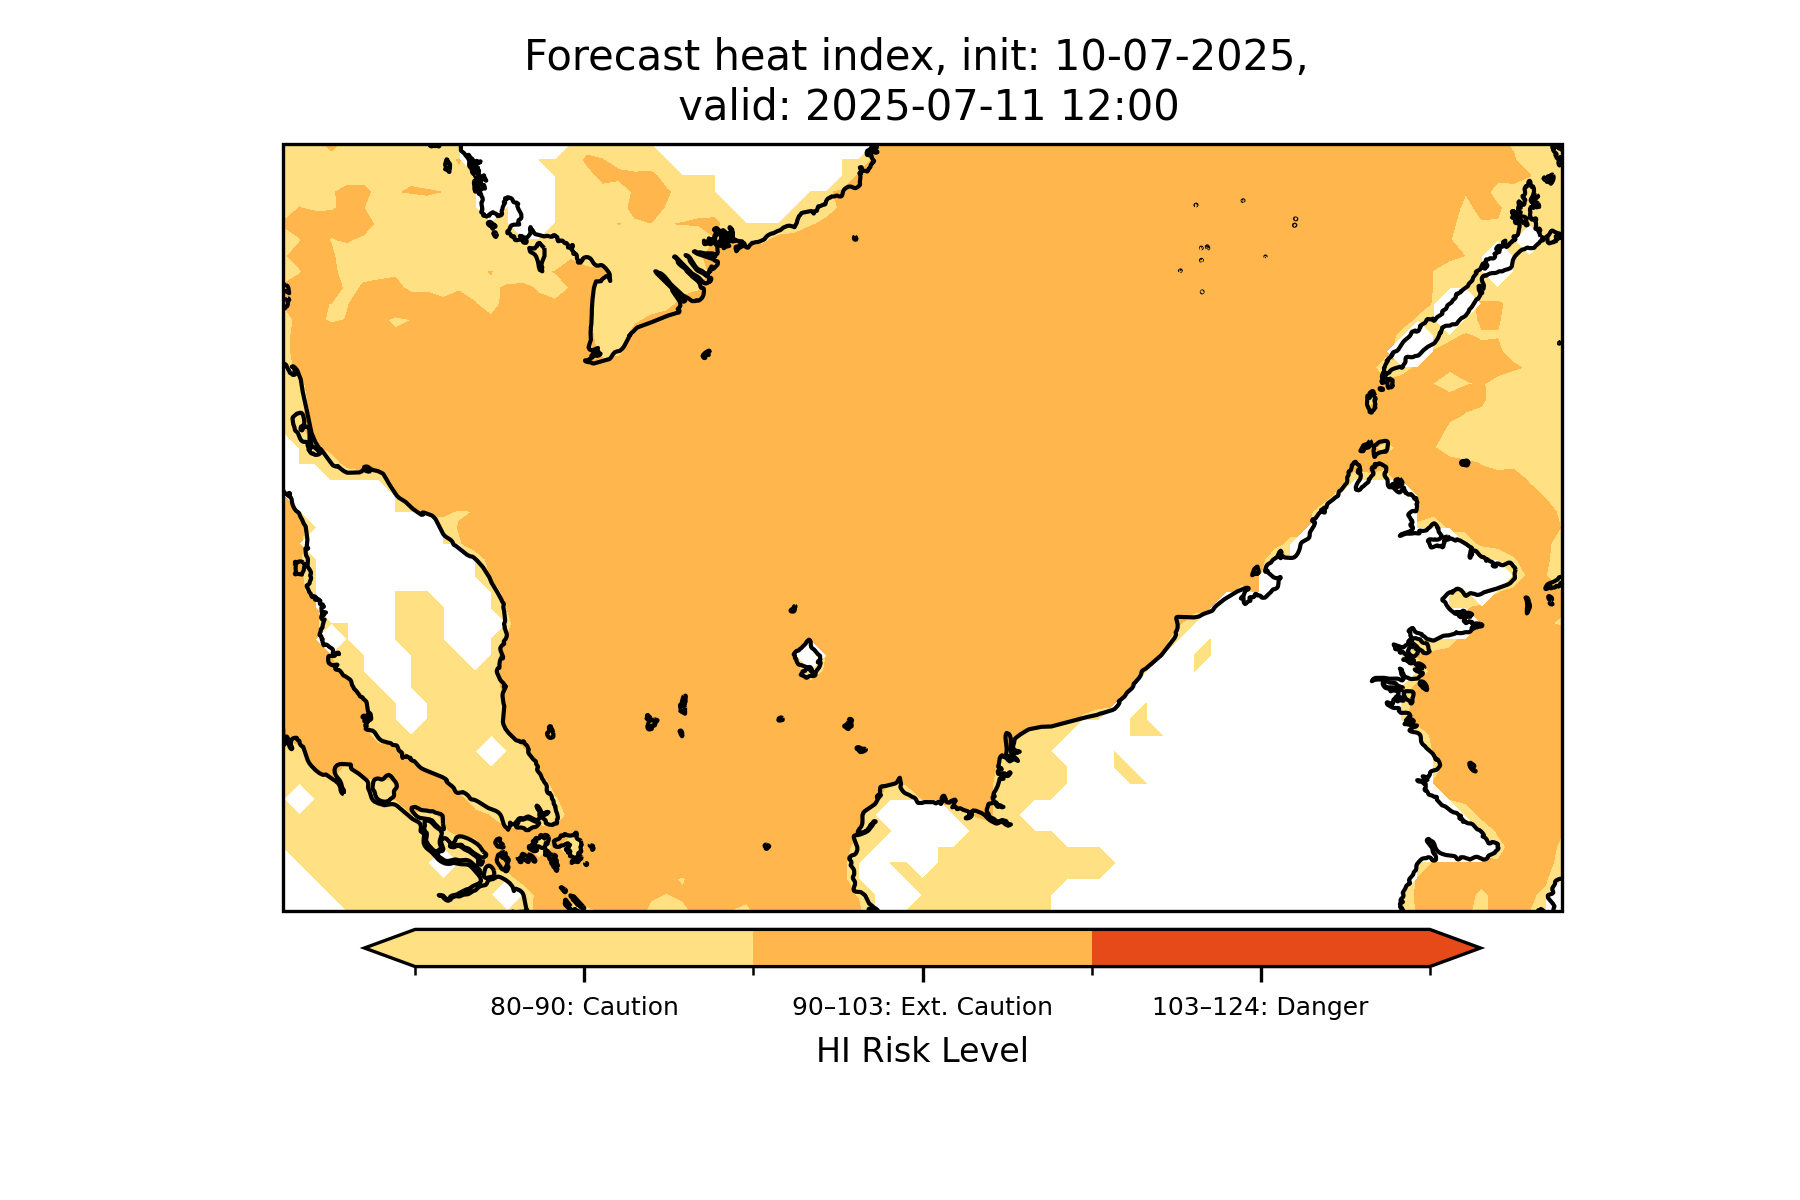 Forecast heat index, init: 10-07-2025,
valid: 2025-07-11 12:00
80–90: Caution
90–103: Ext. Caution
103–124: Danger
HI Risk Level